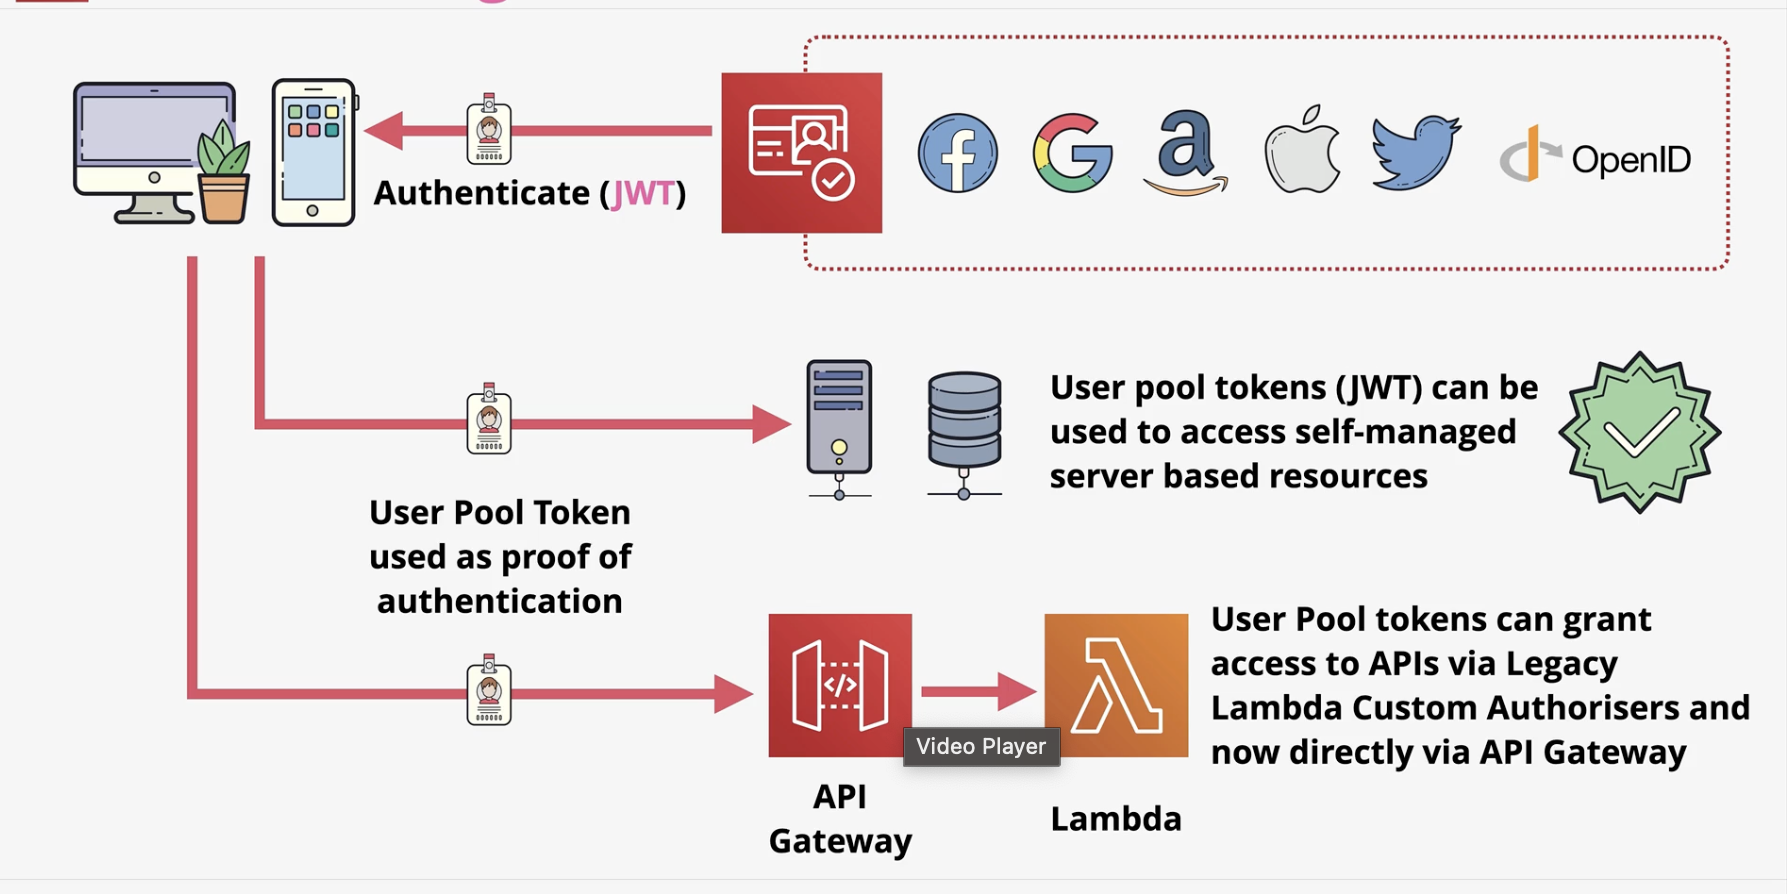 Authenticate (JWT)
OpenID
User pool tokens (JWT) can be
used to access self-managed
server based resources
User Pool Token
used as proof of
authentication
User Pool tokens can grant
access to APIs via Legacy
Lambda Custom Authorisers and
now directly via API Gateway
</>
Video Player
API
Gateway
Lambda